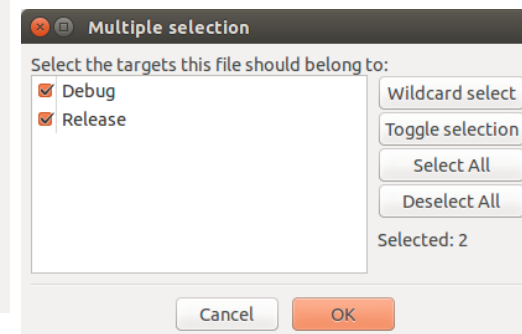 Multiple selection
Select the targets this file should belong to:
Debug
Release
Wildcard select
Toggle selection
Select All
Deselect All
Selected: 2
Cancel
OK